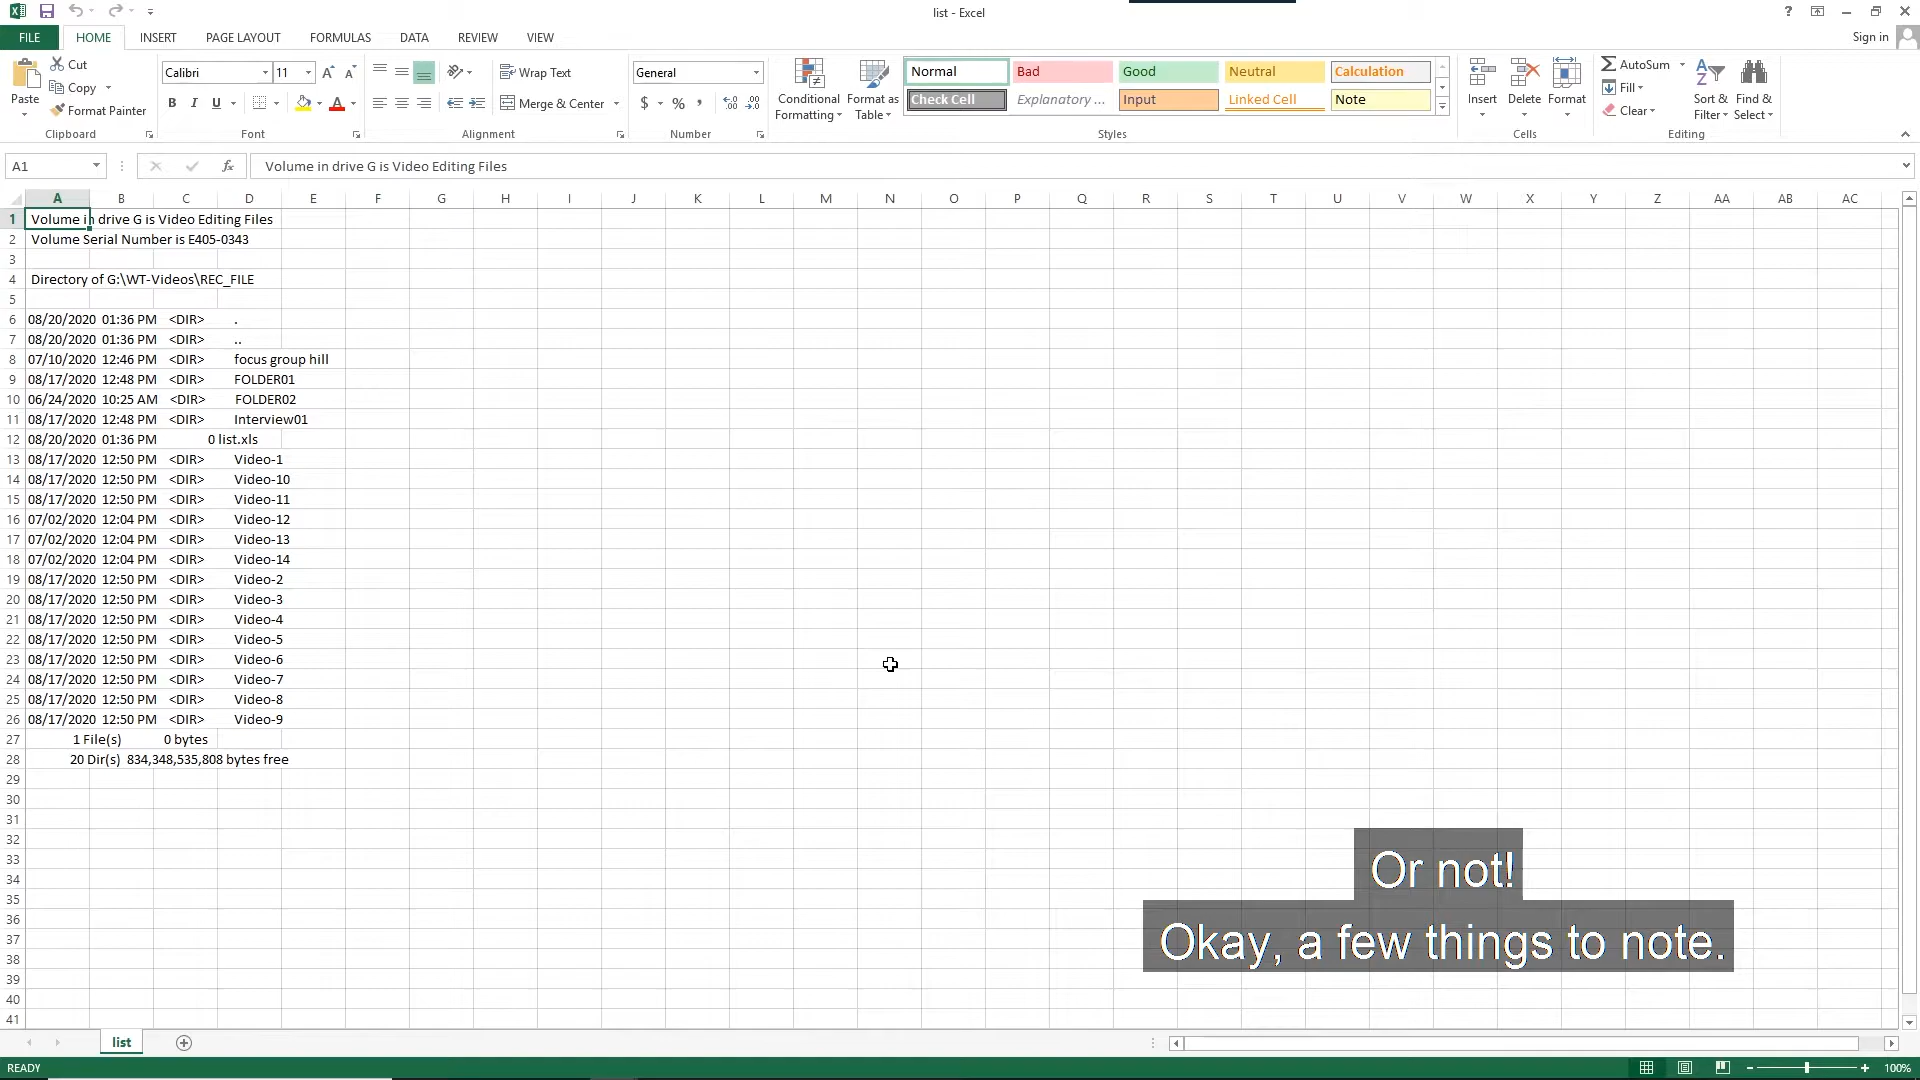 list - Excel
?
FILE HOME INSERT PAGE LAYOUT FORMULAS DATA REVIEW VIEW Sign in
Paste Cut Copy Format Painter Clipboard
Calibri 11 A A B I U A Font
Wrap Text Merge & Center Alignment
General $ % , Number
Conditional Formatting Format as Table
Normal Bad Good Neutral Calculation
Check Cell Explanatory ... Input Linked Cell Note
Styles
Insert Delete Format Cells
AutoSum Fill Clear Sort & Filter Find & Select Editing
A1 fx Volume in drive G is Video Editing Files
A B C D E F G H I J K L M N O P Q R S T U V W X Y Z AA AB AC
1 Volume in drive G is Video Editing Files
2 Volume Serial Number is E405-0343
3
4 Directory of G:\WT-Videos\REC_FILE
5
6 08/20/2020 01:36 PM <DIR> .
7 08/20/2020 01:36 PM <DIR> ..
8 07/10/2020 12:46 PM <DIR> focus group hill
9 08/17/2020 12:48 PM <DIR> FOLDER01
10 06/24/2020 10:25 AM <DIR> FOLDER02
11 08/17/2020 12:48 PM <DIR> Interview01
12 08/20/2020 01:36 PM 0 list.xls
13 08/17/2020 12:50 PM <DIR> Video-1
14 08/17/2020 12:50 PM <DIR> Video-10
15 08/17/2020 12:50 PM <DIR> Video-11
16 07/02/2020 12:04 PM <DIR> Video-12
17 07/02/2020 12:04 PM <DIR> Video-13
18 07/02/2020 12:04 PM <DIR> Video-14
19 08/17/2020 12:50 PM <DIR> Video-2
20 08/17/2020 12:50 PM <DIR> Video-3
21 08/17/2020 12:50 PM <DIR> Video-4
22 08/17/2020 12:50 PM <DIR> Video-5
23 08/17/2020 12:50 PM <DIR> Video-6
24 08/17/2020 12:50 PM <DIR> Video-7
25 08/17/2020 12:50 PM <DIR> Video-8
26 08/17/2020 12:50 PM <DIR> Video-9
27 1 File(s) 0 bytes
28 20 Dir(s) 834,348,535,808 bytes free
29
30
31
32
33
34
35
36
37
38
39
40
41
Or not!
Okay, a few things to note.
list
READY 100%